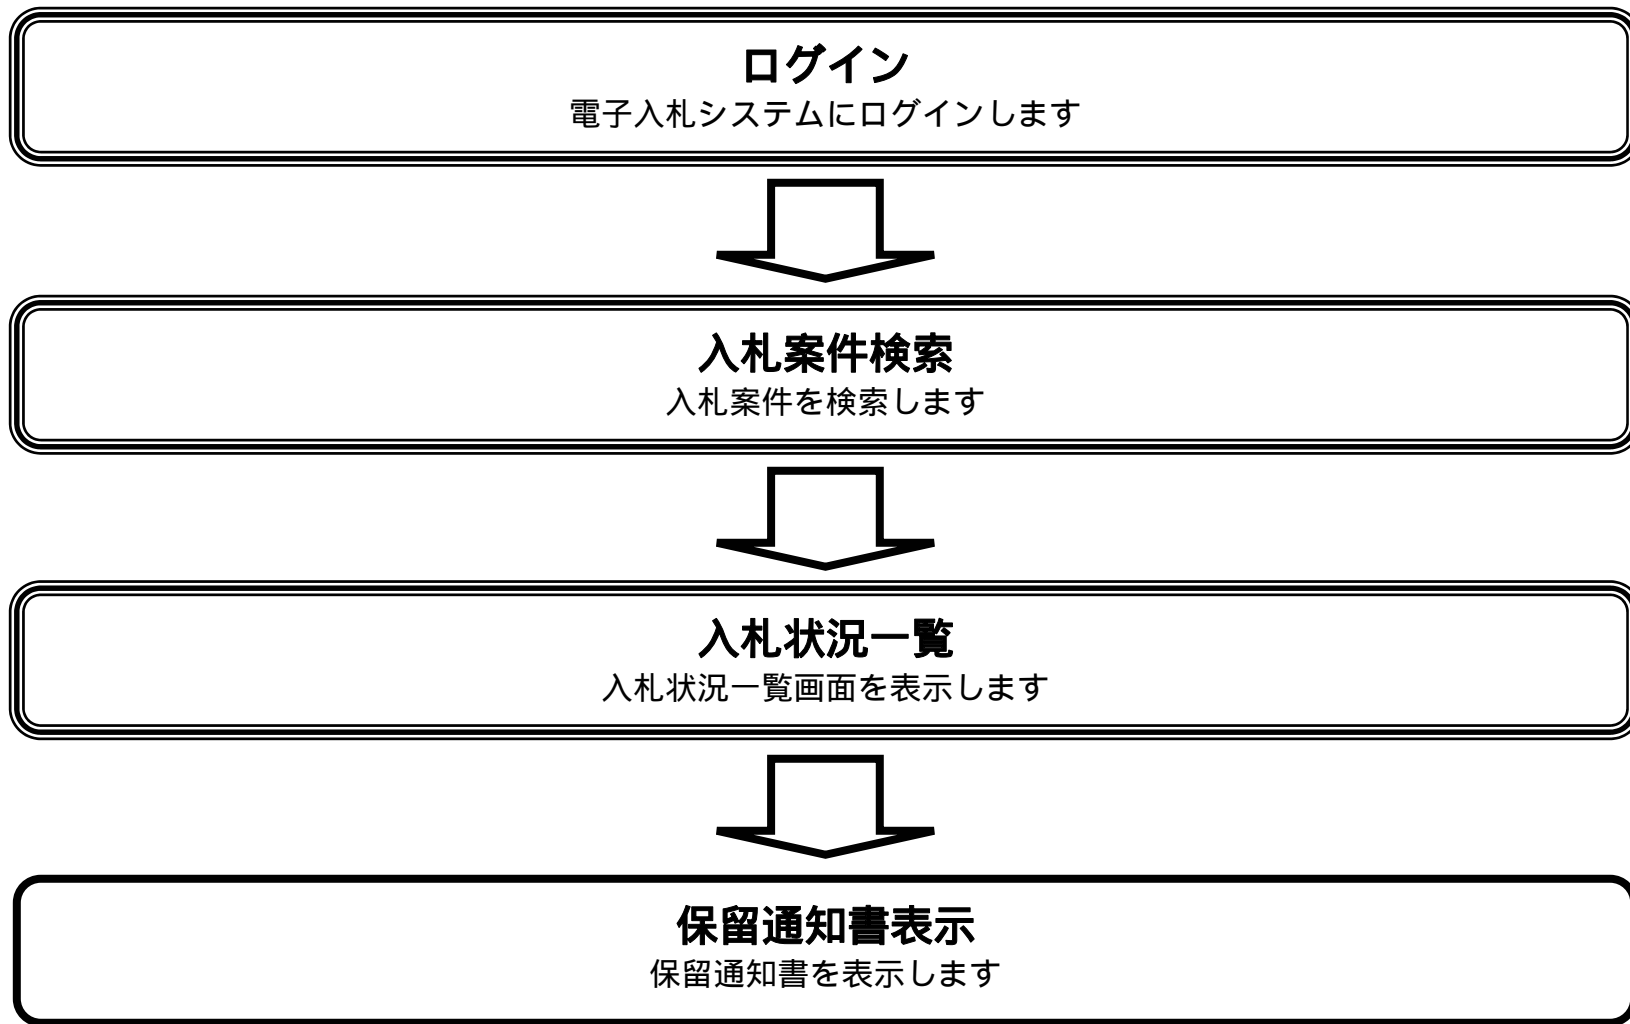 ログイン
電子入札システムにログインします
入札案件検索
入札案件を検索します
入札状況一覧
入札状況一覧画面を表示します
保留通知書表示
保留通知書を表示します